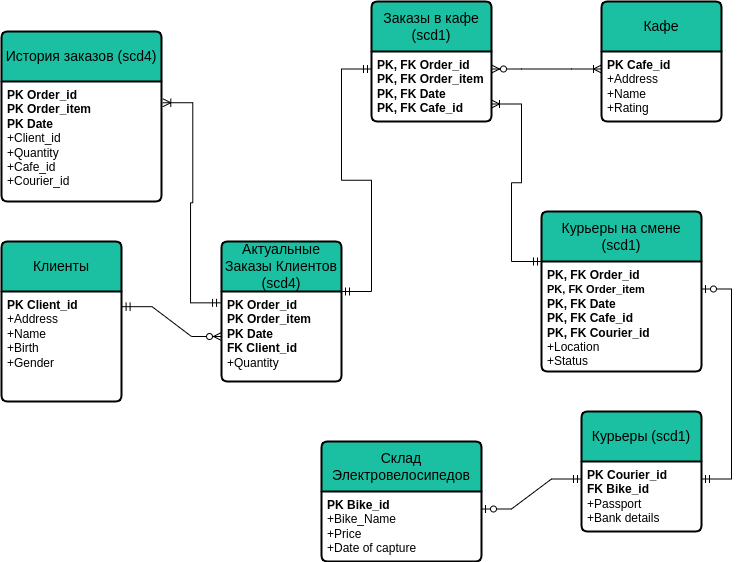 История заказов (scd4)
PK Order_id
PK Order_item
PK Date
+Client_id
+Quantity
+Cafe_id
+Courier_id
Заказы в кафе
(scd1)
PK, FK Order_id
PK, FK Order_item
PK, FK Date
PK, FK Cafe_id
Кафе
PK Cafe_id
+Address
+Name
+Rating
Клиенты
PK Client_id
+Address
+Name
+Birth
+Gender
Актуальные
Заказы Клиентов
(scd4)
PK Order_id
PK Order_item
PK Date
FK Client_id
+Quantity
Курьеры на смене
(scd1)
PK, FK Order_id
PK, FK Order_item
PK, FK Date
PK, FK Cafe_id
PK, FK Courier_id
+Location
+Status
Склад
Электровелосипедов
PK Bike_id
+Bike_Name
+Price
+Date of capture
Курьеры (scd1)
PK Courier_id
FK Bike_id
+Passport
+Bank details